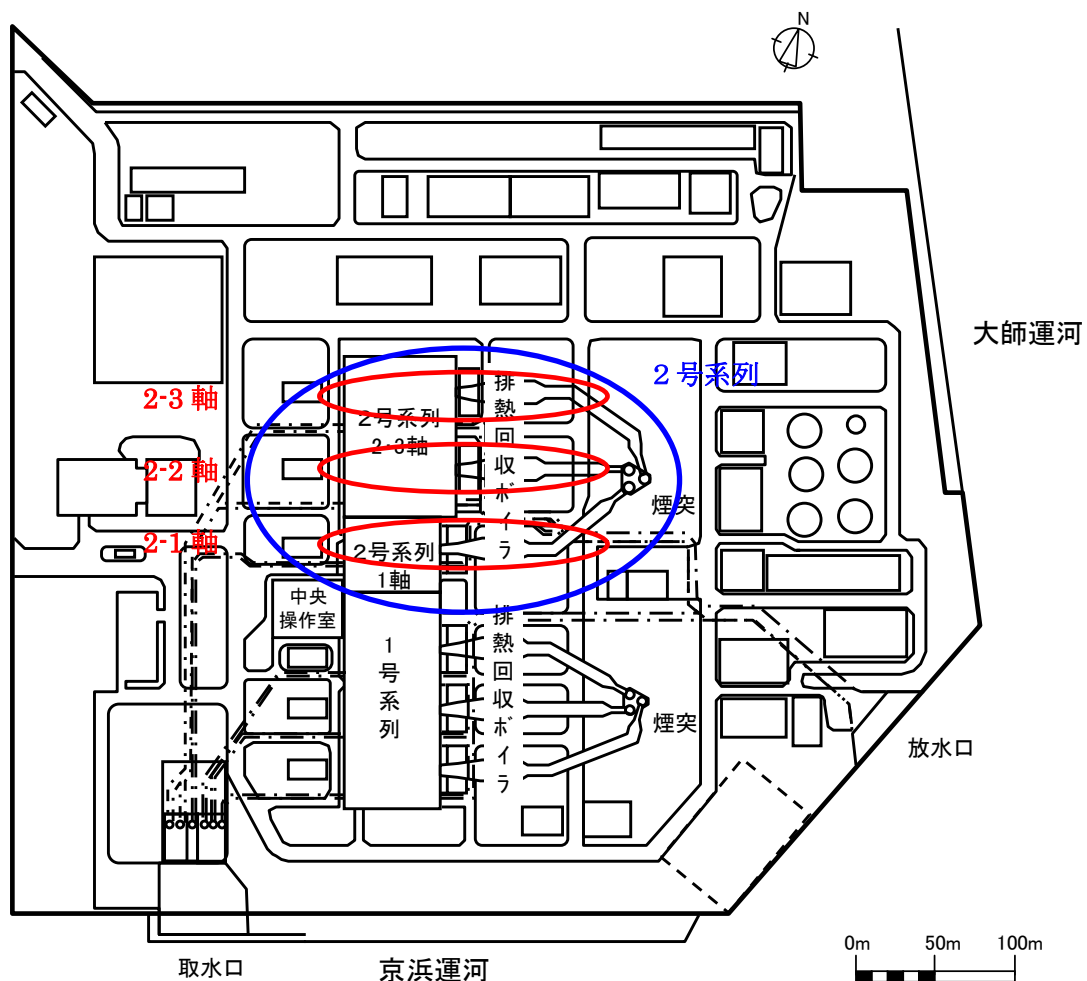 N
大師運河
２号系列
2-3 軸
2-2 軸
2-1 軸
２号系列
2・3軸
２号系列
1軸
排熱回収ボイラ
煙突
中央
操作室
1号系列
排熱回収ボイラ
煙突
放水口
取水口
京浜運河
0m 50m 100m